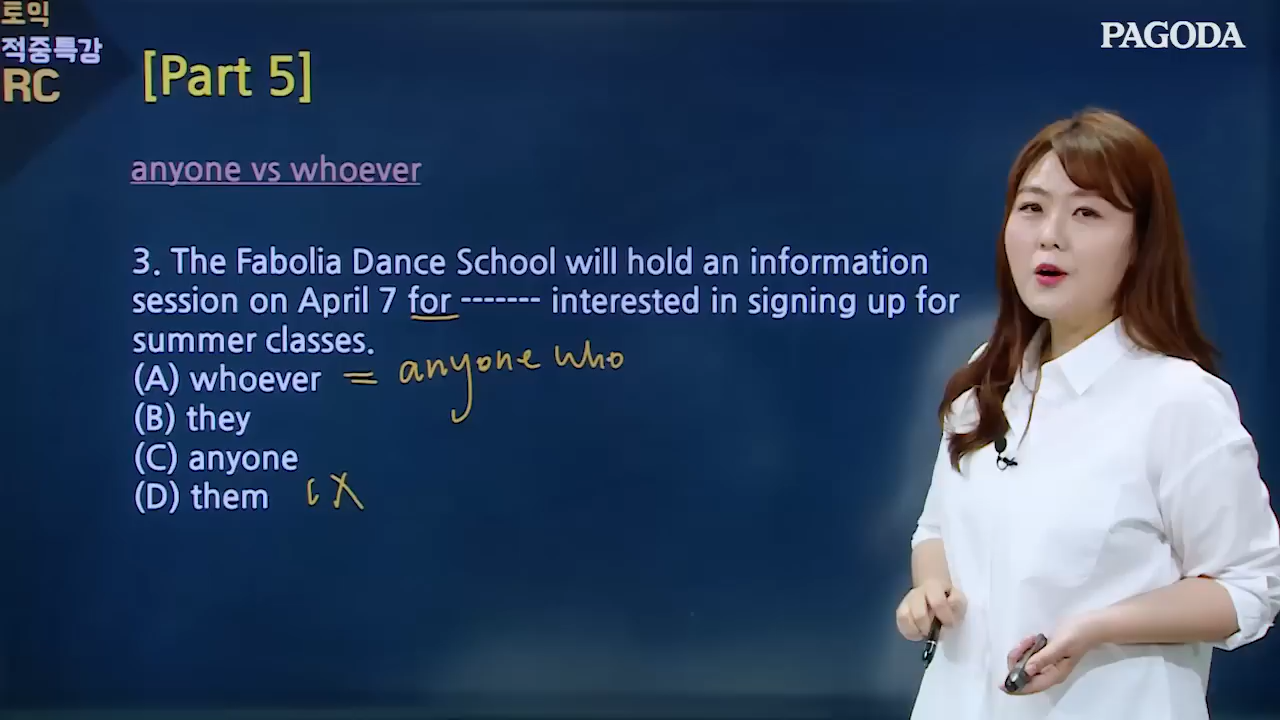 토익
적중특강
RC
PAGODA
[Part 5]
anyone vs whoever
3. The Fabolia Dance School will hold an information
session on April 7 for ------- interested in signing up for
summer classes.
(A) whoever = anyone who
(B) they
(C) anyone
(D) them X